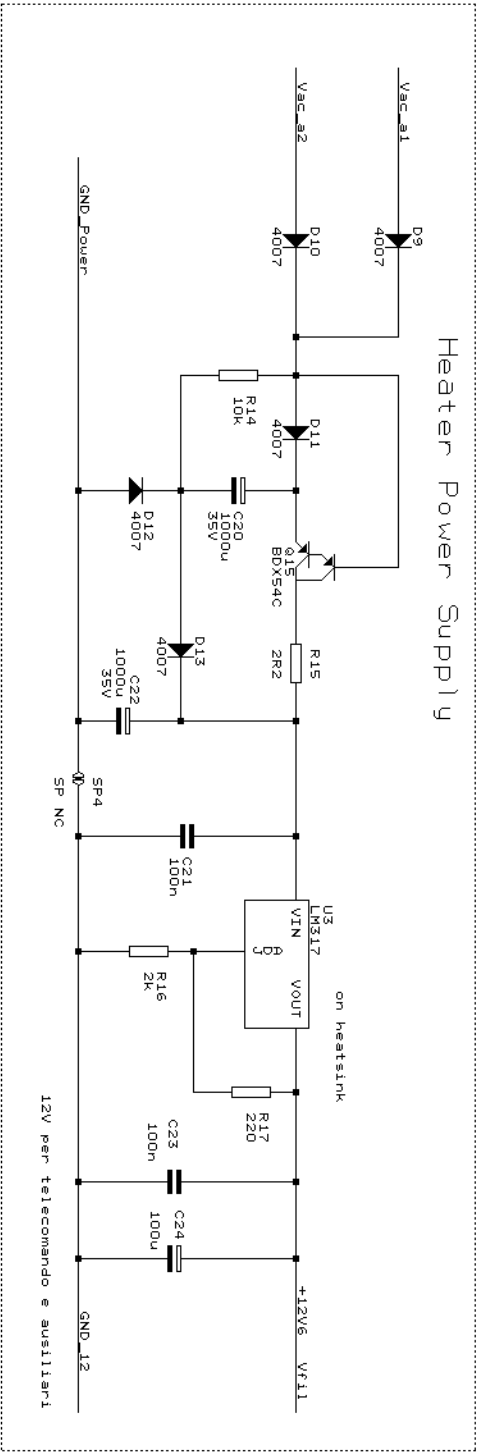 Heater Power Supply
Vac_a1
D9
4007
Vac_a2
D10
4007
D11
4007
R14
10k
C20
1000u
35V
Q15
BDX54C
R15
2R2
D12
4007
D13
4007
C22
1000u
35V
GND_Power
SP4
SP NC
C21
100n
U3
LM317
VIN
VOUT
ADJ
on heatsink
R16
2k
R17
220
C23
100n
C24
100u
+12V6
Vfil
GND_12
12V per telecomando e ausiliari